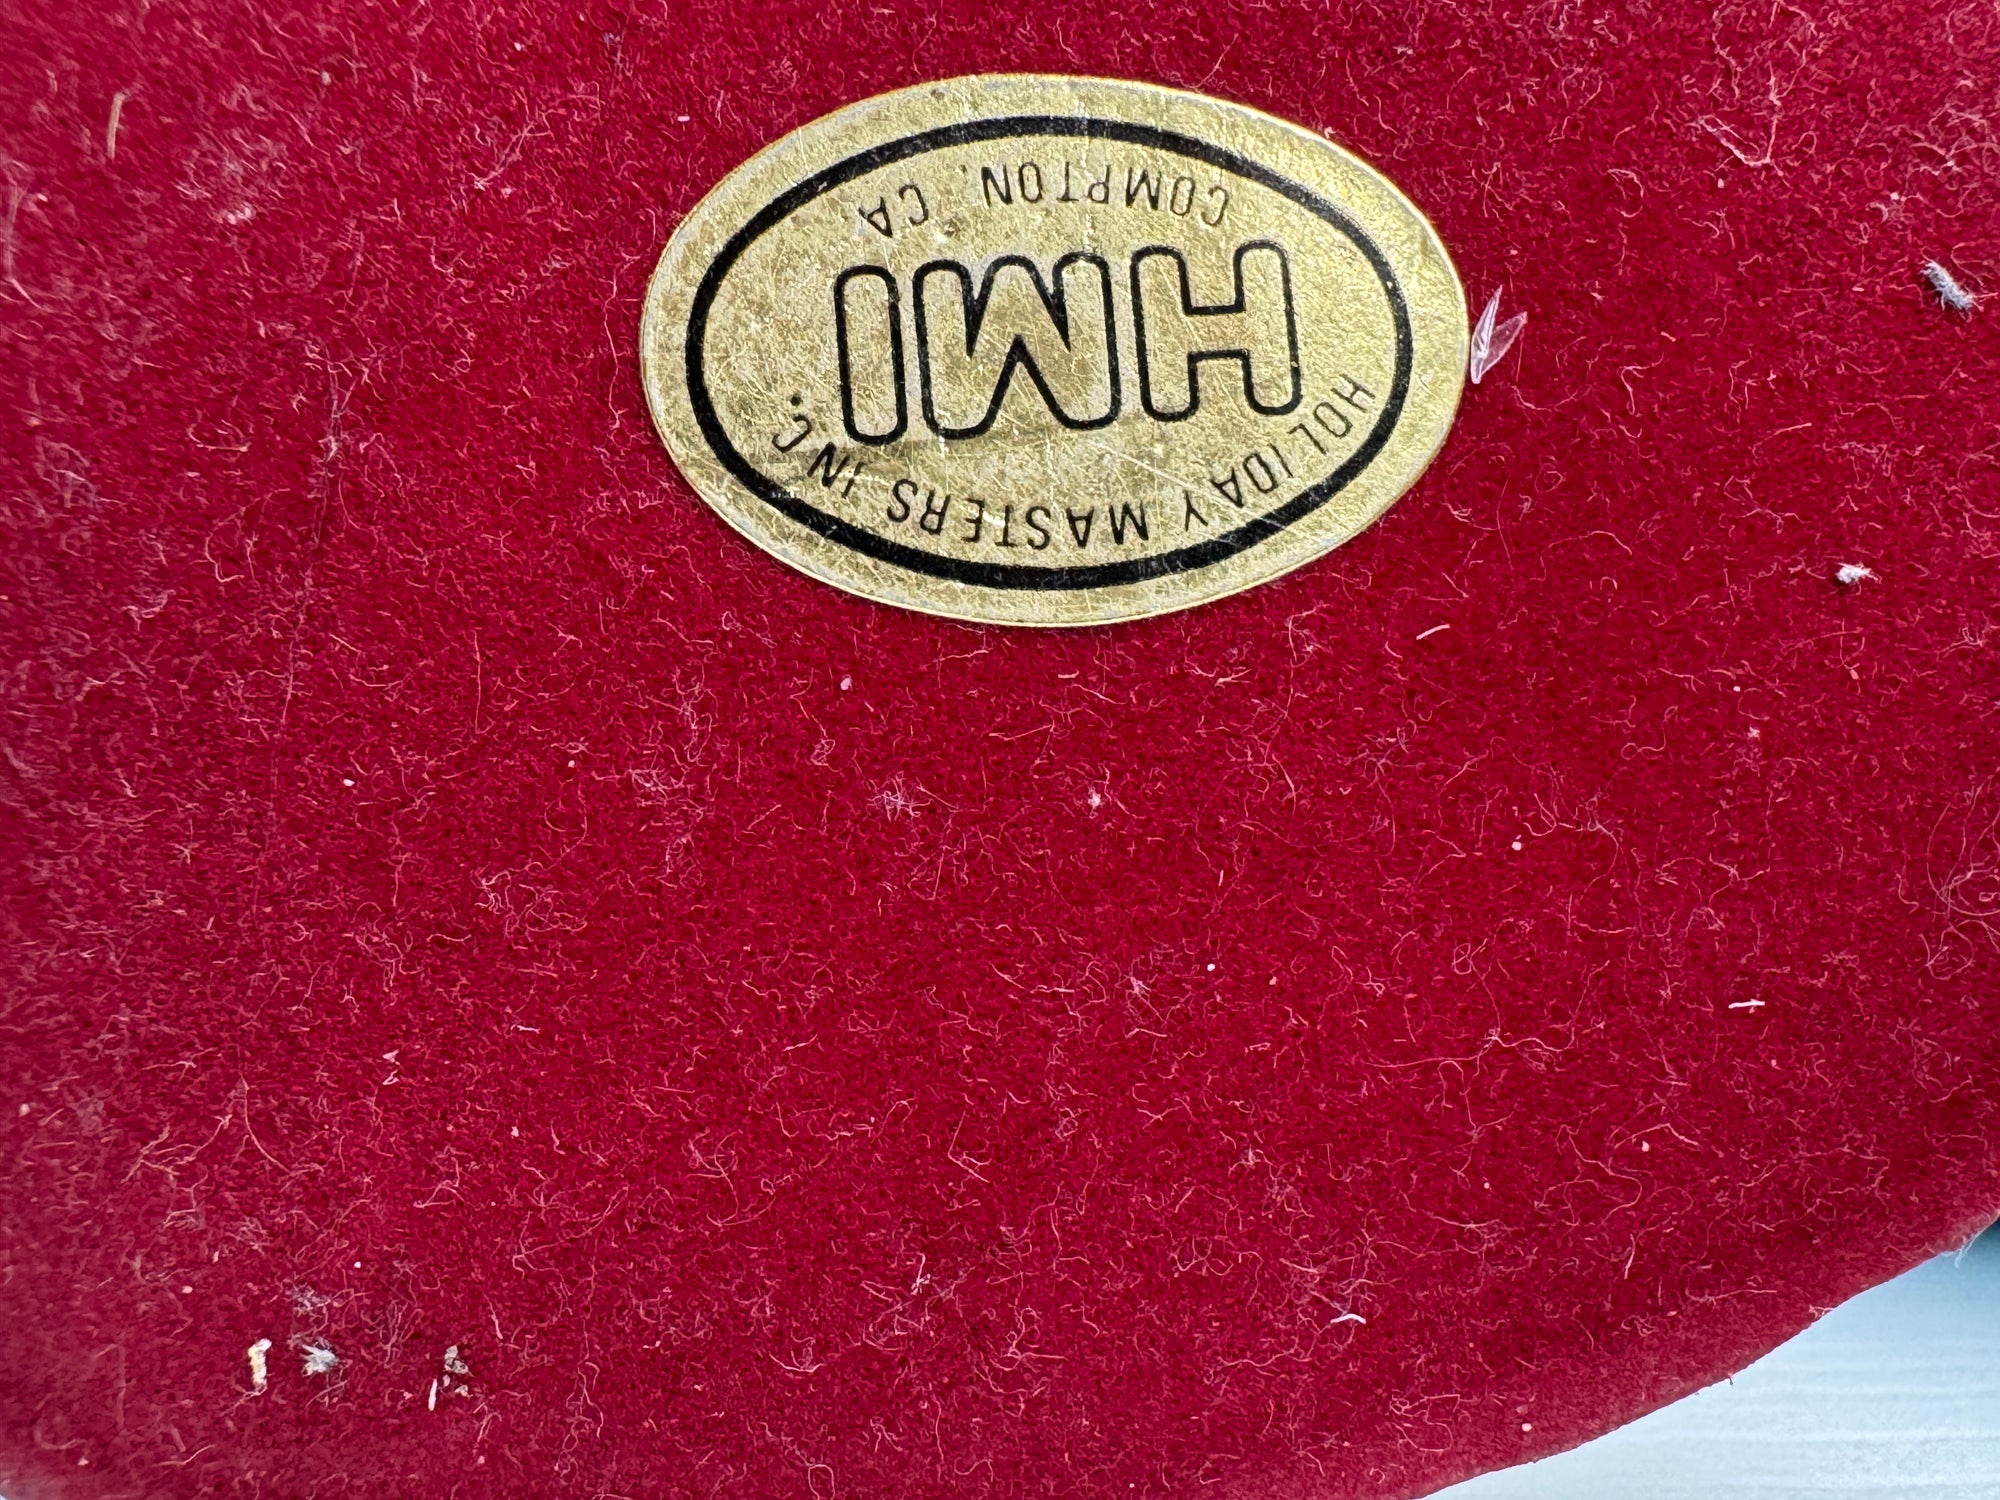 HOLIDAY MASTERS INC.
HMI
COMPTON, CA